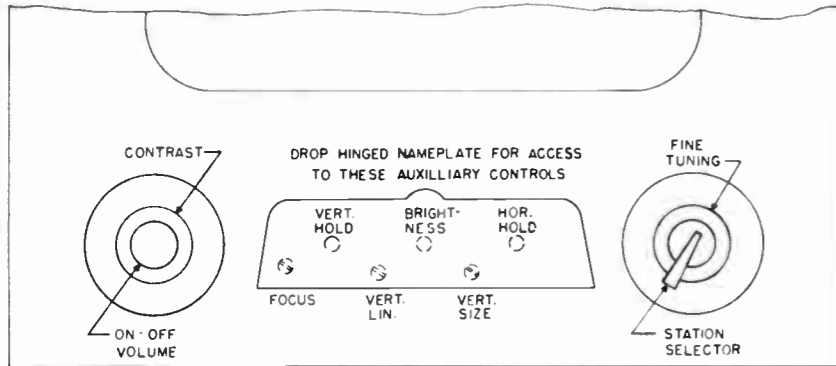 CONTRAST
DROP HINGED NAMEPLATE FOR ACCESS
TO THESE AUXILLIARY CONTROLS
FINE
TUNING
VERT.
HOLD
BRIGHT-
NESS
HOR.
HOLD
FOCUS
VERT.
LIN.
VERT.
SIZE
ON-OFF
VOLUME
STATION
SELECTOR